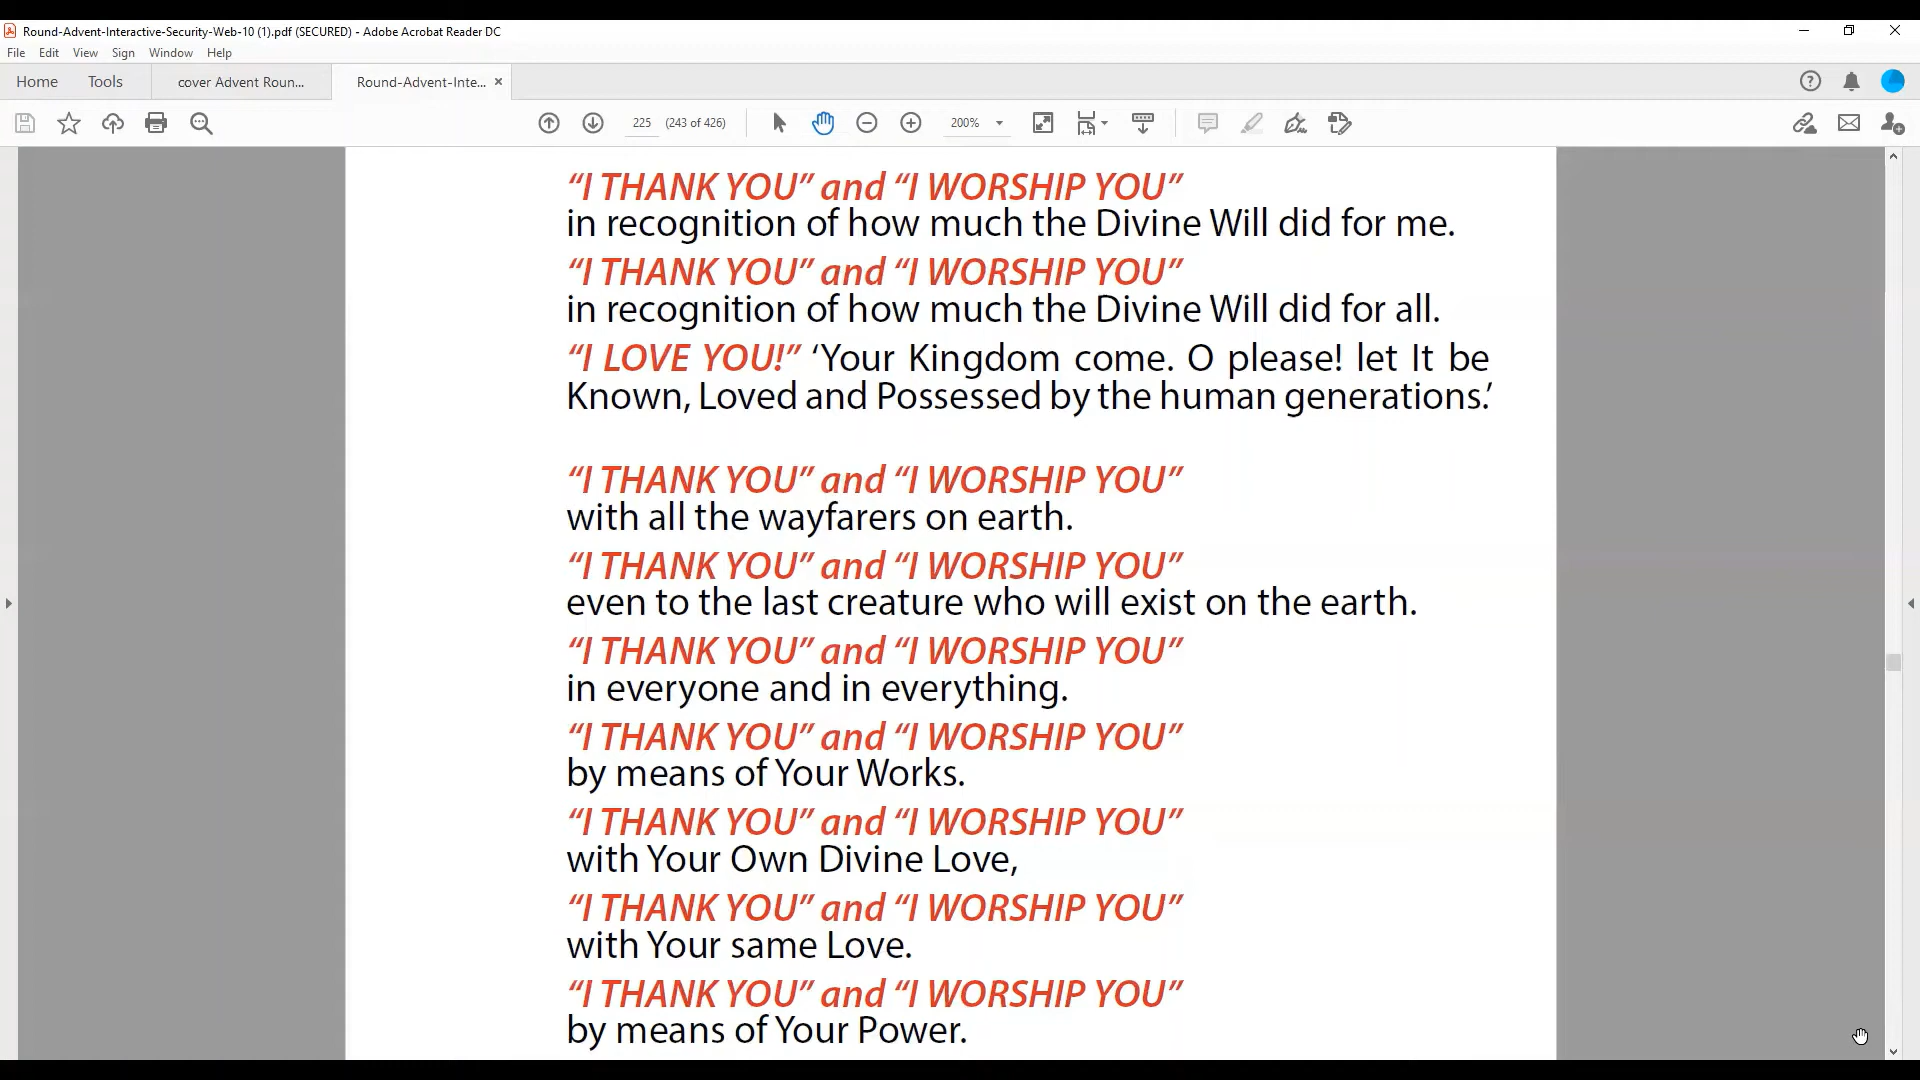 Round-Advent-Interactive-Security-Web-10 (1).pdf (SECURED) - Adobe Acrobat Reader DC
File Edit View Sign Window Help
Home Tools cover Advent Roun... Round-Advent-Inte... ×
225 (243 of 426) 200%
“I THANK YOU” and “I WORSHIP YOU”
in recognition of how much the Divine Will did for me.
“I THANK YOU” and “I WORSHIP YOU”
in recognition of how much the Divine Will did for all.
“I LOVE YOU!” ‘Your Kingdom come. O please! let It be
Known, Loved and Possessed by the human generations.’
“I THANK YOU” and “I WORSHIP YOU”
with all the wayfarers on earth.
“I THANK YOU” and “I WORSHIP YOU”
even to the last creature who will exist on the earth.
“I THANK YOU” and “I WORSHIP YOU”
in everyone and in everything.
“I THANK YOU” and “I WORSHIP YOU”
by means of Your Works.
“I THANK YOU” and “I WORSHIP YOU”
with Your Own Divine Love,
“I THANK YOU” and “I WORSHIP YOU”
with Your same Love.
“I THANK YOU” and “I WORSHIP YOU”
by means of Your Power.